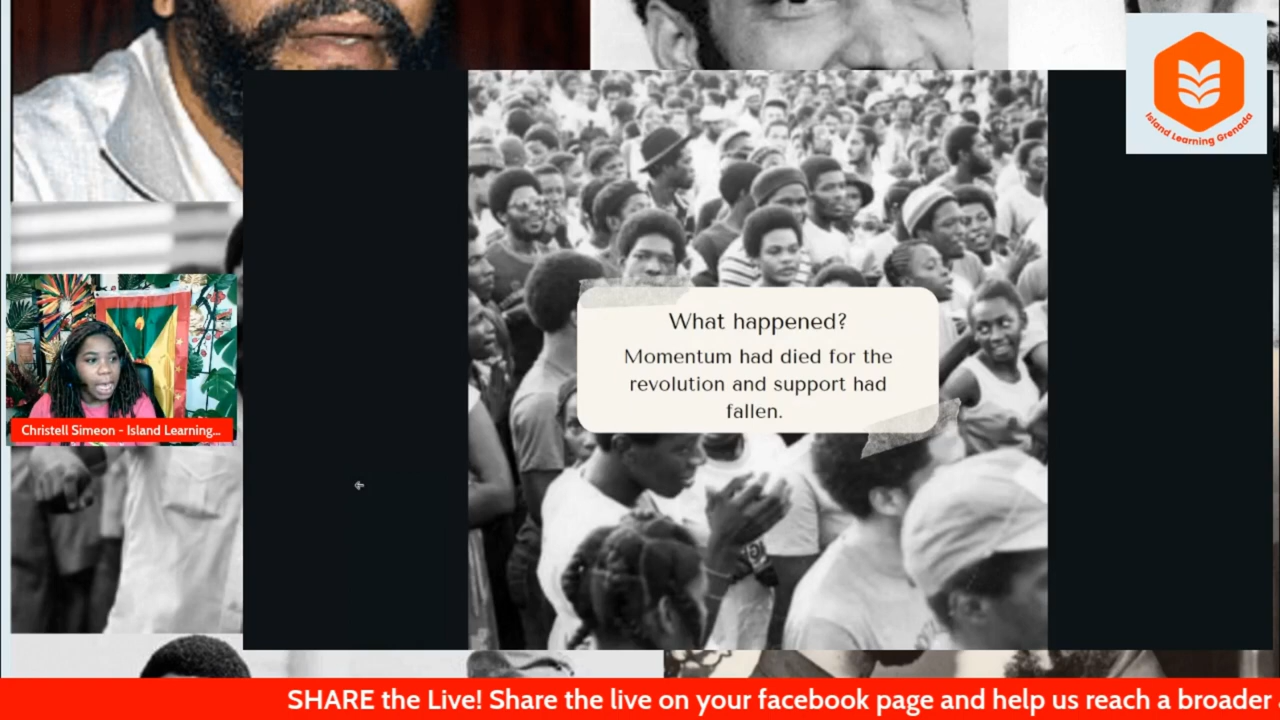 Island Learning Grenada
What happened?
Momentum had died for the
revolution and support had
fallen.
Christell Simeon - Island Learning...
SHARE the Live! Share the live on your facebook page and help us reach a broader